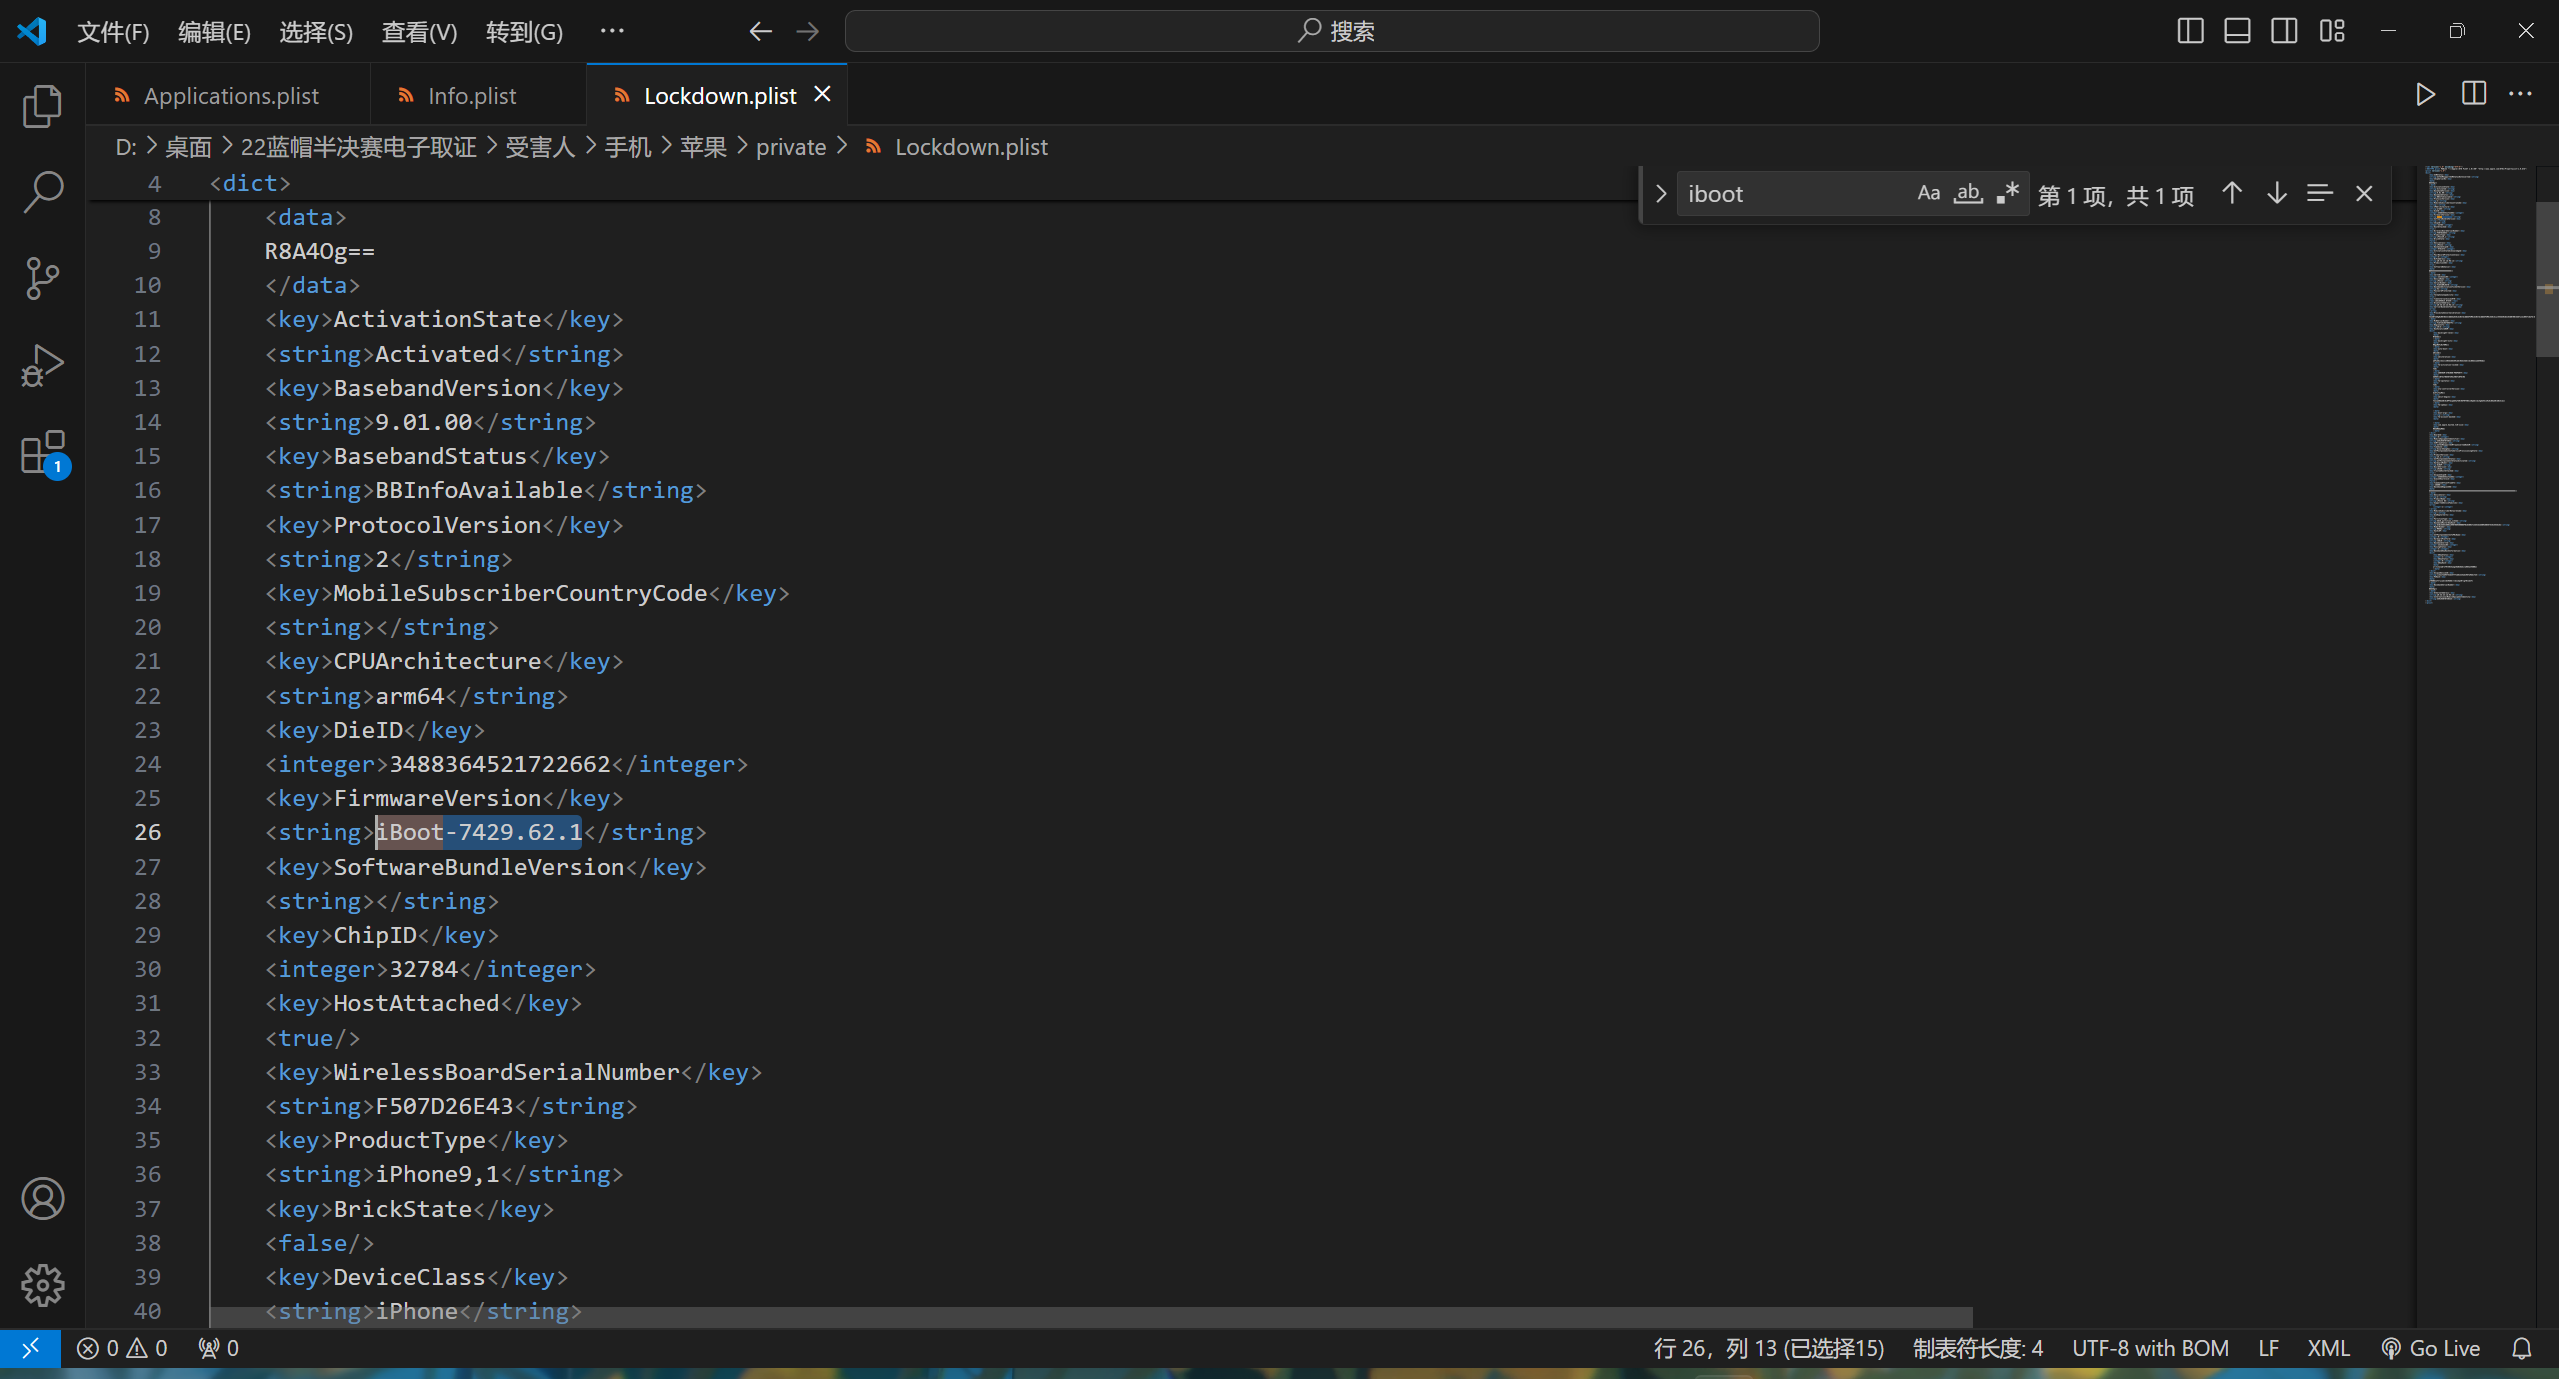 文件(F) 编辑(E) 选择(S) 查看(V) 转到(G) ··· 搜索
Applications.plist Info.plist Lockdown.plist
D: > 桌面 > 22蓝帽半决赛电子取证 > 受害人 > 手机 > 苹果 > private > Lockdown.plist
iboot Aa ab .* 第 1 项，共 1 项
4 <dict>
8 <data>
9 R8A4Og==
10 </data>
11 <key>ActivationState</key>
12 <string>Activated</string>
13 <key>BasebandVersion</key>
14 <string>9.01.00</string>
15 <key>BasebandStatus</key>
16 <string>BBInfoAvailable</string>
17 <key>ProtocolVersion</key>
18 <string>2</string>
19 <key>MobileSubscriberCountryCode</key>
20 <string></string>
21 <key>CPUArchitecture</key>
22 <string>arm64</string>
23 <key>DieID</key>
24 <integer>3488364521722662</integer>
25 <key>FirmwareVersion</key>
26 <string>iBoot-7429.62.1</string>
27 <key>SoftwareBundleVersion</key>
28 <string></string>
29 <key>ChipID</key>
30 <integer>32784</integer>
31 <key>HostAttached</key>
32 <true/>
33 <key>WirelessBoardSerialNumber</key>
34 <string>F507D26E43</string>
35 <key>ProductType</key>
36 <string>iPhone9,1</string>
37 <key>BrickState</key>
38 <false/>
39 <key>DeviceClass</key>
40 <string>iPhone</string>
1
0 0 0 行 26，列 13 (已选择15) 制表符长度: 4 UTF-8 with BOM LF XML Go Live